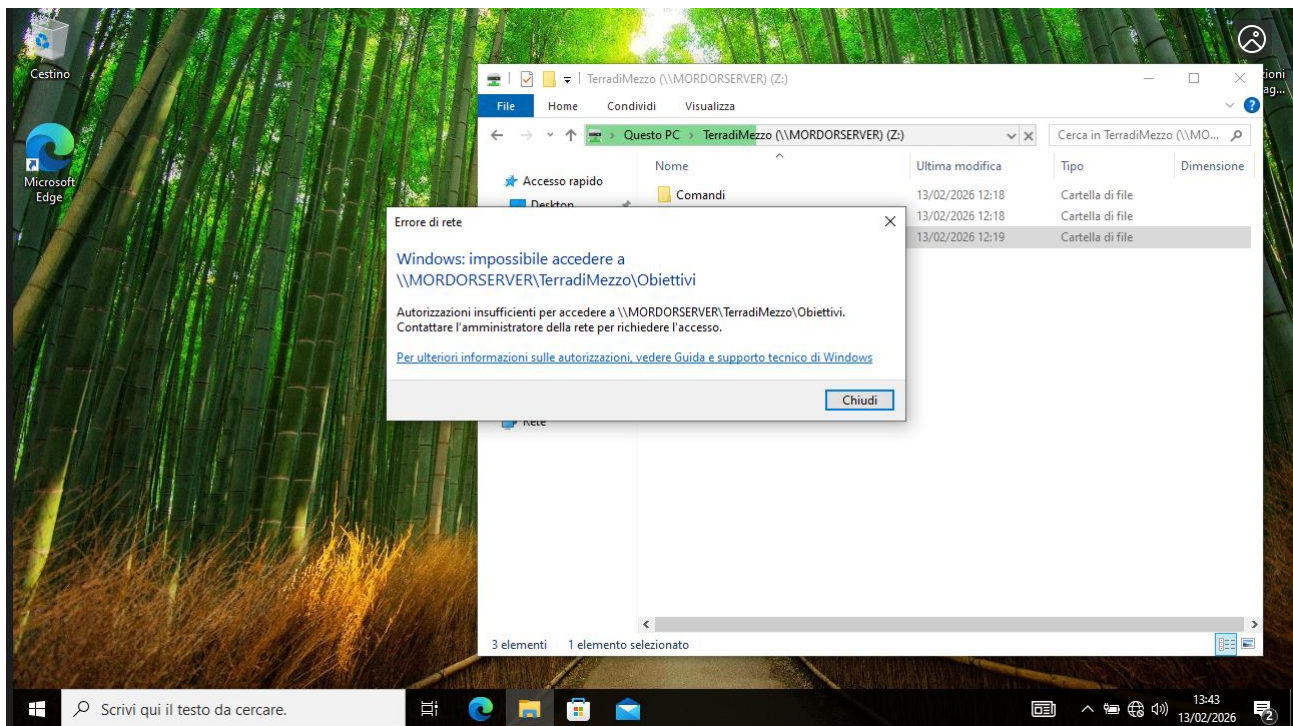 Cestino
Microsoft
Edge
TerradiMezzo (\\MORDORSERVER) (Z:)
File Home Condividi Visualizza
Questo PC TerradiMezzo (\\MORDORSERVER) (Z:) Cerca in TerradiMezzo (\\MO...
Nome Ultima modifica Tipo Dimensione
Accesso rapido
Comandi 13/02/2026 12:18 Cartella di file
Desktop 13/02/2026 12:18 Cartella di file
13/02/2026 12:19 Cartella di file
Errore di rete
Windows: impossibile accedere a
\\MORDORSERVER\TerradiMezzo\Obiettivi
Autorizzazioni insufficienti per accedere a \\MORDORSERVER\TerradiMezzo\Obiettivi.
Contattare l'amministratore della rete per richiedere l'accesso.
Per ulteriori informazioni sulle autorizzazioni, vedere Guida e supporto tecnico di Windows
Chiudi
Rete
3 elementi 1 elemento selezionato
Scrivi qui il testo da cercare.
13:43
13/02/2026
2